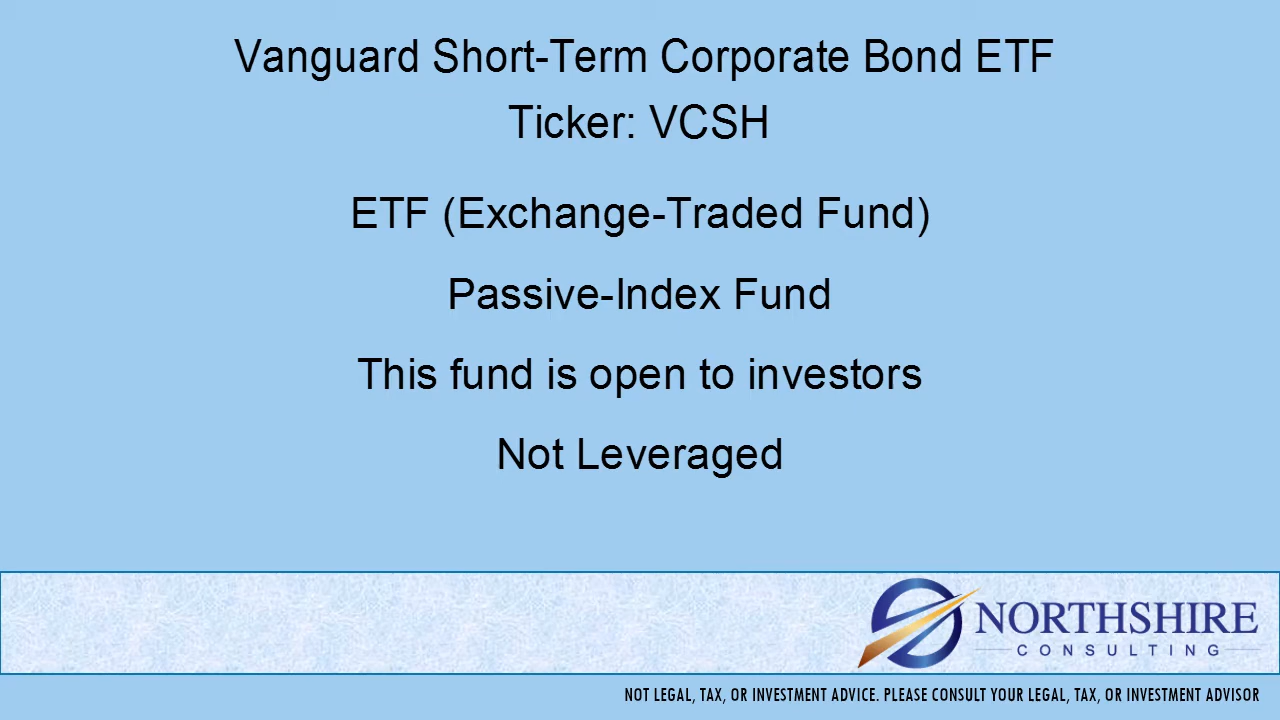 Vanguard Short-Term Corporate Bond ETF
Ticker: VCSH
ETF (Exchange-Traded Fund)
Passive-Index Fund
This fund is open to investors
Not Leveraged
NORTHSHIRE
CONSULTING
NOT LEGAL, TAX, OR INVESTMENT ADVICE. PLEASE CONSULT YOUR LEGAL, TAX, OR INVESTMENT ADVISOR